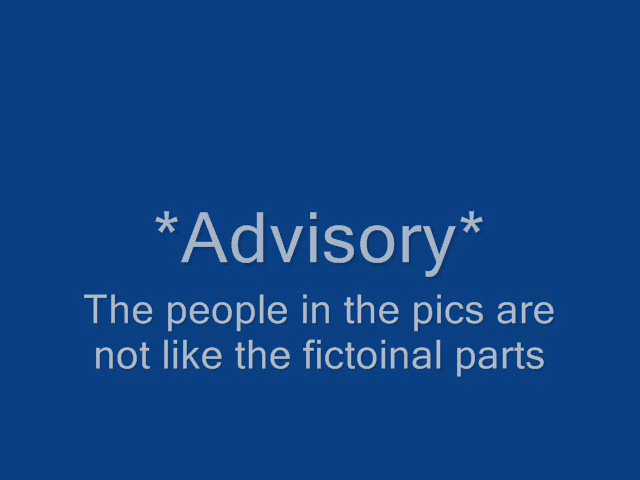 *Advisory*
The people in the pics are
not like the fictoinal parts